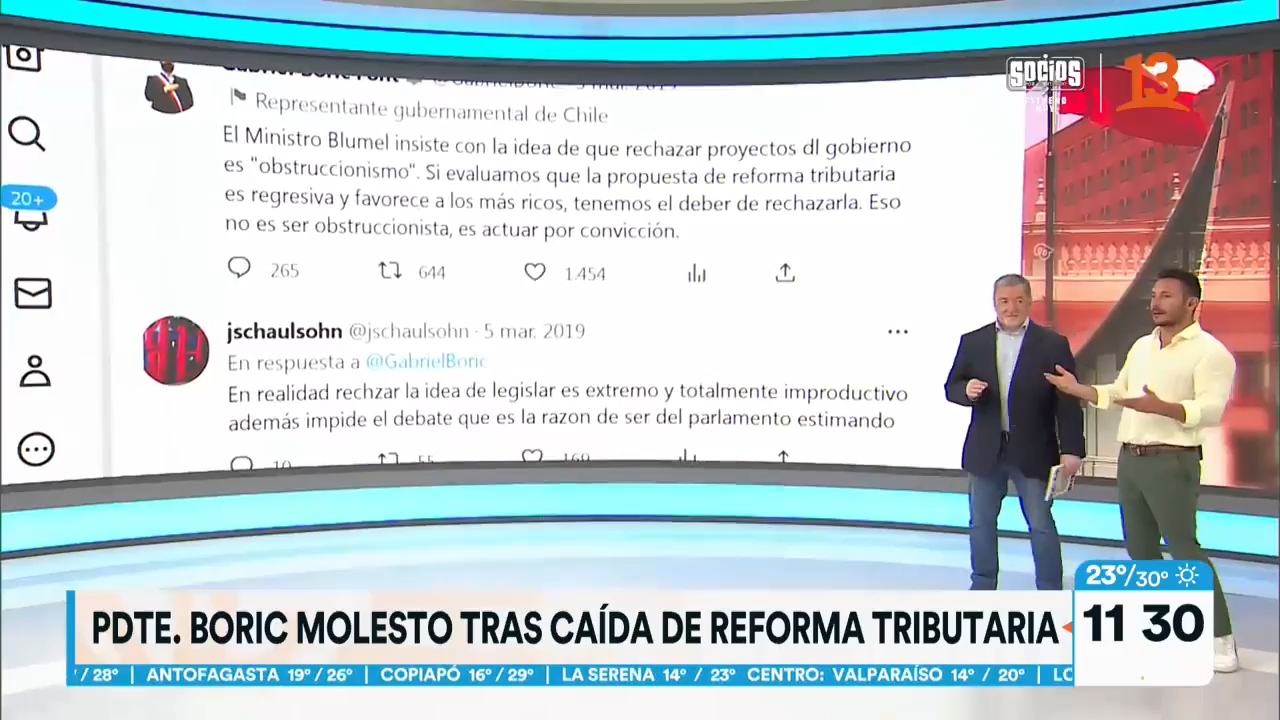 SOCIOS
13
Representante gubernamental de Chile
El Ministro Blumel insiste con la idea de que rechazar proyectos dl gobierno
es "obstruccionismo". Si evaluamos que la propuesta de reforma tributaria
es regresiva y favorece a los más ricos, tenemos el deber de rechazarla. Eso
no es ser obstruccionista, es actuar por convicción.
20+
265 644 1.454
jschaulsohn @jschaulsohn · 5 mar. 2019
En respuesta a @GabrielBoric
En realidad rechzar la idea de legislar es extremo y totalmente improductivo
además impide el debate que es la razon de ser del parlamento estimando
23°/30°
PDTE. BORIC MOLESTO TRAS CAÍDA DE REFORMA TRIBUTARIA
11 30
/ 28° | ANTOFAGASTA 19° / 26° | COPIAPÓ 16° / 29° | LA SERENA 14° / 23° CENTRO: VALPARAÍSO 14° / 20° |